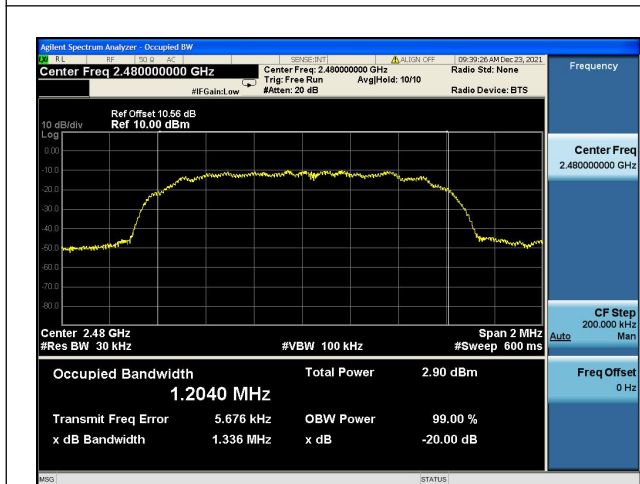 Agilent Spectrum Analyzer - Occupied BW
RL RF 50 Ω AC SENSE:INT ALIGN OFF 09:39:26 AM Dec 23, 2021
Center Freq 2.480000000 GHz Center Freq: 2.480000000 GHz Radio Std: None Frequency
Trig: Free Run Avg|Hold: 10/10
#IFGain:Low #Atten: 20 dB Radio Device: BTS
Ref Offset 10.56 dB
10 dB/div Ref 10.00 dBm
Log
0.00
-10.0
-20.0
-30.0
-40.0
-50.0
-60.0
-70.0
-80.0
Center Freq
2.480000000 GHz
Center 2.48 GHz Span 2 MHz
#Res BW 30 kHz #VBW 100 kHz #Sweep 600 ms
CF Step
200.000 kHz
Auto Man
Occupied Bandwidth Total Power 2.90 dBm
1.2040 MHz
Transmit Freq Error 5.676 kHz OBW Power 99.00 %
x dB Bandwidth 1.336 MHz x dB -20.00 dB
Freq Offset
0 Hz
MSG STATUS